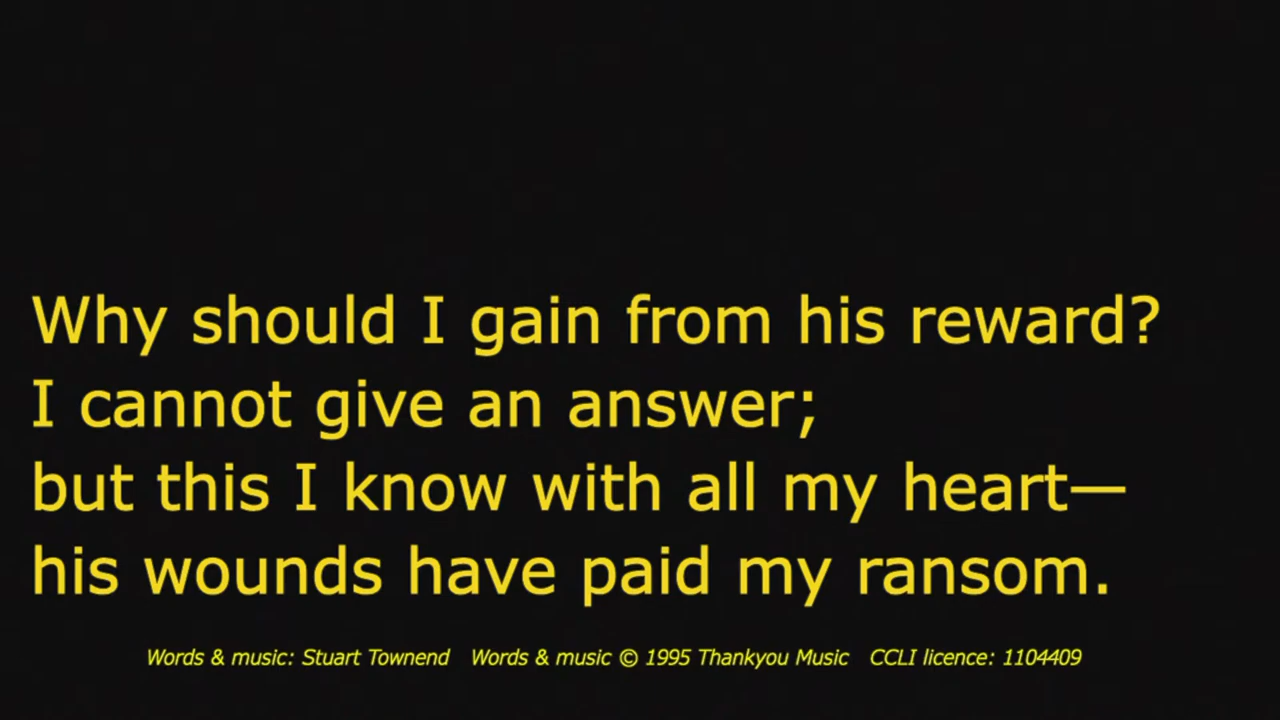 Why should I gain from his reward?
I cannot give an answer;
but this I know with all my heart—
his wounds have paid my ransom.
Words & music: Stuart Townend Words & music © 1995 Thankyou Music CCLI licence: 1104409